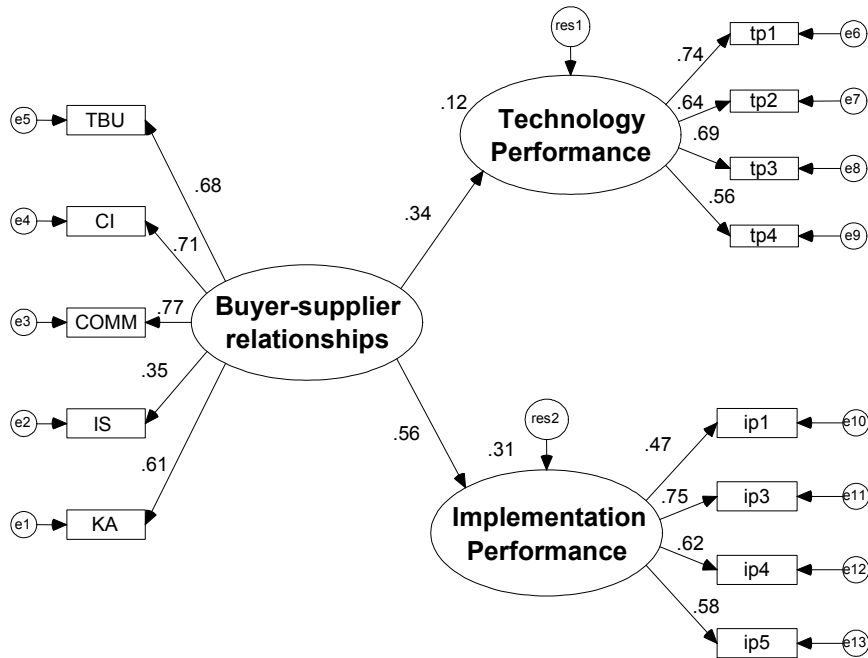 res1
e6
tp1
.74
e5
TBU
.12
Technology
Performance
.64
tp2
e7
.69
tp3
e8
.68
.56
e4
CI
.34
tp4
e9
.71
Buyer-supplier
relationships
e3
COMM
.77
.35
e2
IS
.56
.31
res2
ip1
e10
.47
.61
.75
ip3
e11
e1
KA
Implementation
Performance
.62
ip4
e12
.58
ip5
e13